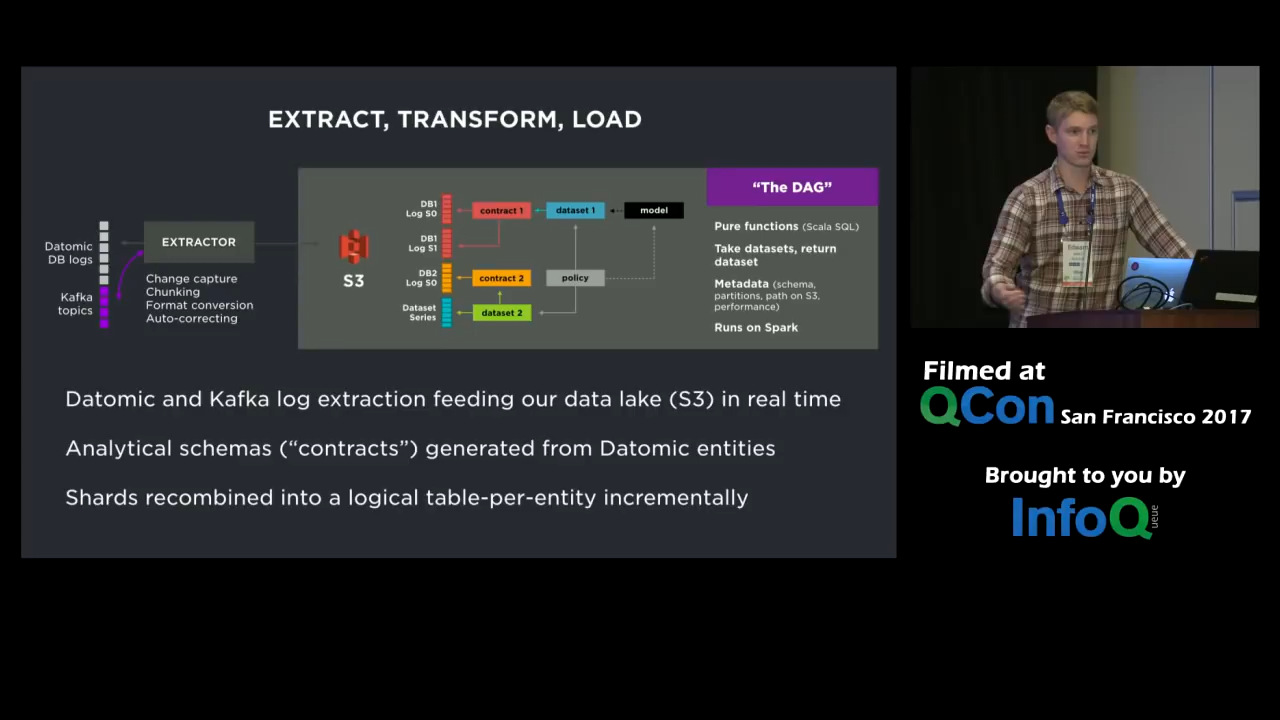 EXTRACT, TRANSFORM, LOAD
Datomic
DB logs
Kafka
topics
EXTRACTOR
Change capture
Chunking
Format conversion
Auto-correcting
S3
DB1
Log S0
DB1
Log S1
DB2
Log S0
Dataset
Series
contract 1
dataset 1
model
contract 2
policy
dataset 2
“The DAG”
Pure functions (Scala SQL)
Take datasets, return
dataset
Metadata (schema,
partitions, path on S3,
performance)
Runs on Spark
Datomic and Kafka log extraction feeding our data lake (S3) in real time
Analytical schemas (“contracts”) generated from Datomic entities
Shards recombined into a logical table-per-entity incrementally
Edward
Filmed at
QCon San Francisco 2017
Brought to you by
InfoQ
ueue